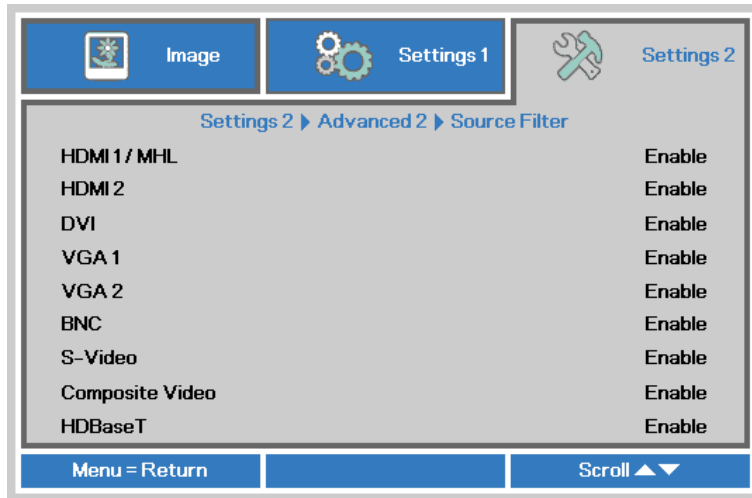 Image
Settings 1
Settings 2
Settings 2 ▶ Advanced 2 ▶ Source Filter
HDMI 1 / MHL Enable
HDMI 2 Enable
DVI Enable
VGA 1 Enable
VGA 2 Enable
BNC Enable
S-Video Enable
Composite Video Enable
HDBaseT Enable
Menu = Return
Scroll ▲▼